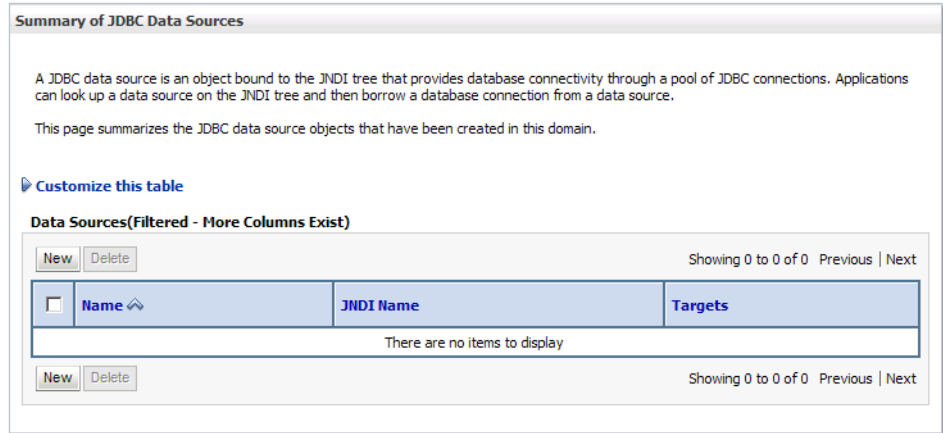 Summary of JDBC Data Sources
A JDBC data source is an object bound to the JNDI tree that provides database connectivity through a pool of JDBC connections. Applications
can look up a data source on the JNDI tree and then borrow a database connection from a data source.
This page summarizes the JDBC data source objects that have been created in this domain.
Customize this table
Data Sources(Filtered - More Columns Exist)
New Delete Showing 0 to 0 of 0 Previous | Next
Name JNDI Name Targets
There are no items to display
New Delete Showing 0 to 0 of 0 Previous | Next